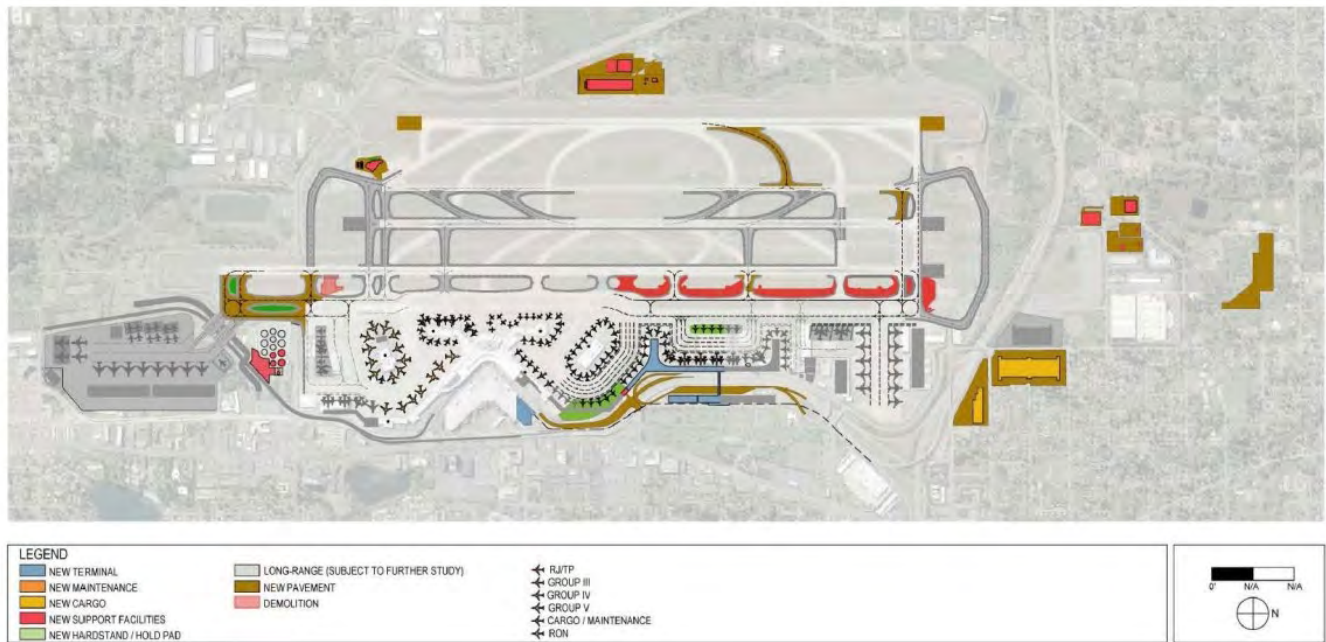 LEGEND
NEW TERMINAL
NEW MAINTENANCE
NEW CARGO
NEW SUPPORT FACILITIES
NEW HARDSTAND / HOLD PAD
LONG-RANGE (SUBJECT TO FURTHER STUDY)
NEW PAVEMENT
DEMOLITION
RJ/TP
GROUP III
GROUP IV
GROUP V
CARGO / MAINTENANCE
RON
0' N/A N/A
N